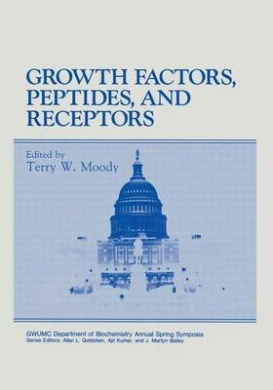 GROWTH FACTORS,
PEPTIDES, AND
RECEPTORS
Edited by
Terry W. Moody
GWUMC Department of Biochemistry Annual Spring Symposia
Series Editors: Allan L. Goldstein, Ajit Kumar, and J. Martyn Bailey